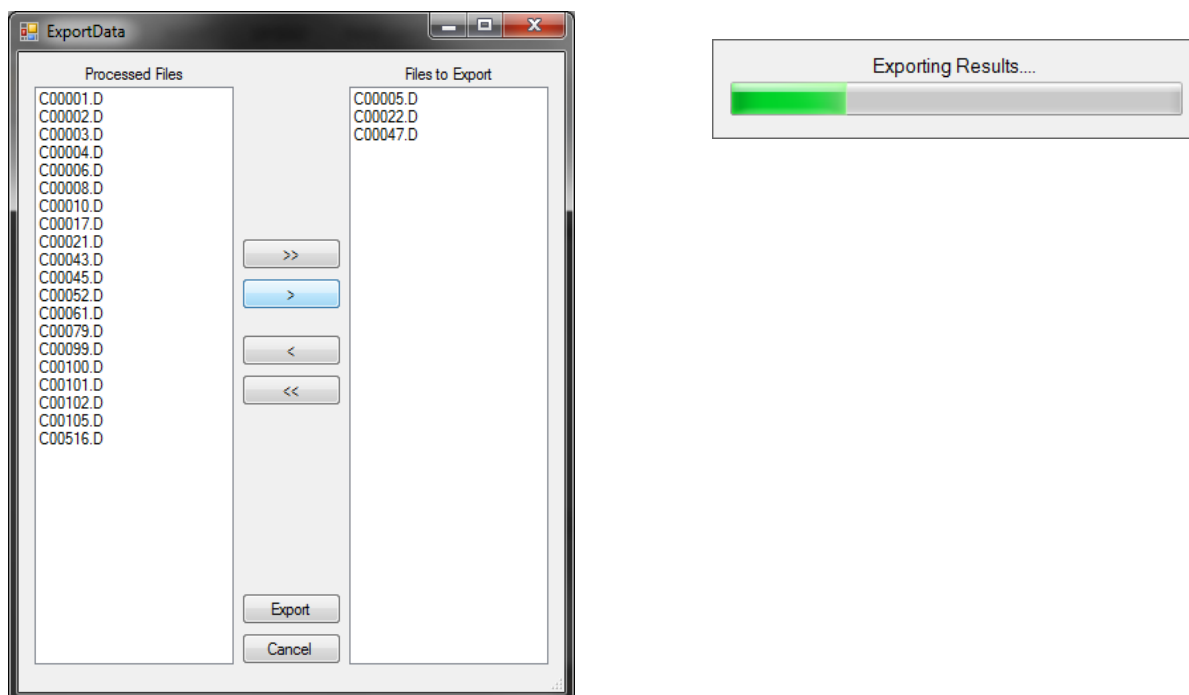 ExportData
Processed Files
C00001.D
C00002.D
C00003.D
C00004.D
C00006.D
C00008.D
C00010.D
C00017.D
C00021.D
C00043.D
C00045.D
C00052.D
C00061.D
C00079.D
C00099.D
C00100.D
C00101.D
C00102.D
C00105.D
C00516.D
>>
>
<
<<
Export
Cancel
Files to Export
C00005.D
C00022.D
C00047.D
Exporting Results....